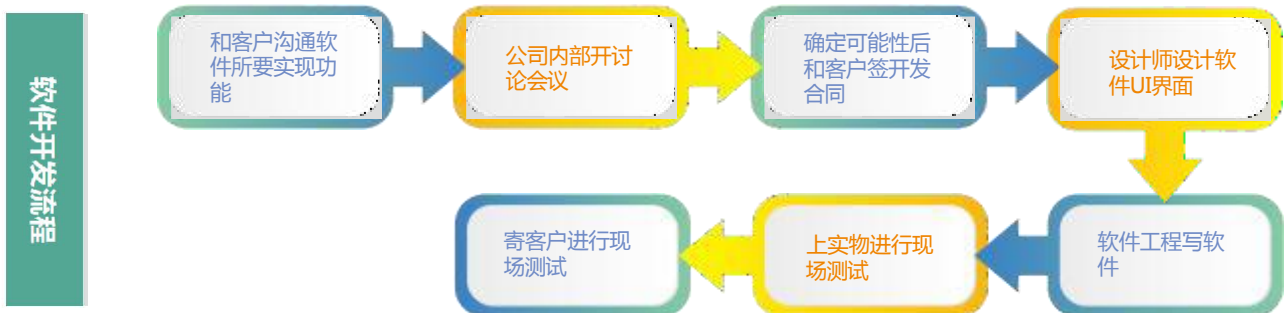 软件开发流程
和客户沟通软
件所要实现功
能
公司内部开讨
论会议
确定可能性后
和客户签开发
合同
设计师设计软
件UI界面
软件工程写软
件
上实物进行现
场测试
寄客户进行现
场测试